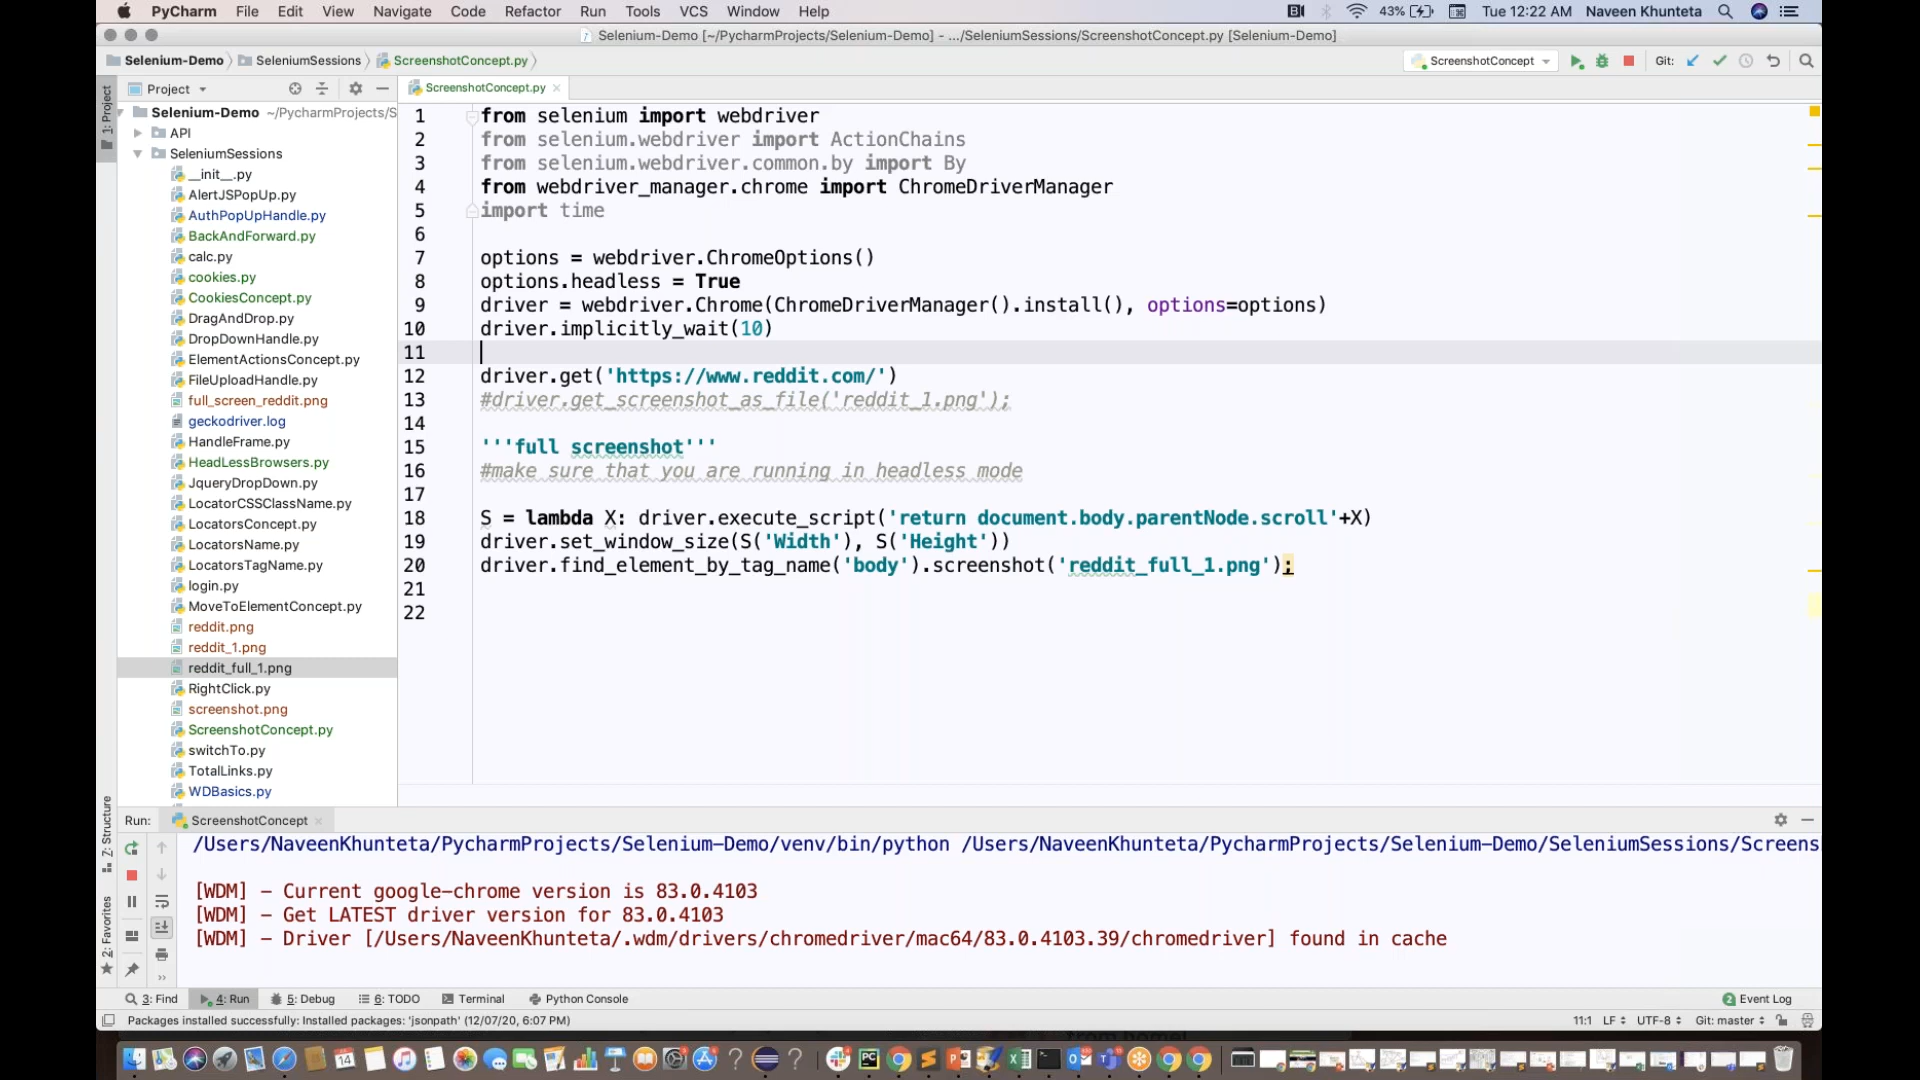 PyCharm File Edit View Navigate Code Refactor Run Tools VCS Window Help 43% Tue 12:22 AM Naveen Khunteta
Selenium-Demo [~/PycharmProjects/Selenium-Demo] - .../SeleniumSessions/ScreenshotConcept.py [Selenium-Demo]
Selenium-Demo SeleniumSessions ScreenshotConcept.py ScreenshotConcept Git:
Project ScreenshotConcept.py
1: Project
Selenium-Demo ~/PycharmProjects/S
API
SeleniumSessions
__init__.py
AlertJSPopUp.py
AuthPopUpHandle.py
BackAndForward.py
calc.py
cookies.py
CookiesConcept.py
DragAndDrop.py
DropDownHandle.py
ElementActionsConcept.py
FileUploadHandle.py
full_screen_reddit.png
geckodriver.log
HandleFrame.py
HeadLessBrowsers.py
JqueryDropDown.py
LocatorCSSClassName.py
LocatorsConcept.py
LocatorsName.py
LocatorsTagName.py
login.py
MoveToElementConcept.py
reddit.png
reddit_1.png
reddit_full_1.png
RightClick.py
screenshot.png
ScreenshotConcept.py
switchTo.py
TotalLinks.py
WDBasics.py
1 from selenium import webdriver
2 from selenium.webdriver import ActionChains
3 from selenium.webdriver.common.by import By
4 from webdriver_manager.chrome import ChromeDriverManager
5 import time
6
7 options = webdriver.ChromeOptions()
8 options.headless = True
9 driver = webdriver.Chrome(ChromeDriverManager().install(), options=options)
10 driver.implicitly_wait(10)
11
12 driver.get('https://www.reddit.com/')
13 #driver.get_screenshot_as_file('reddit_1.png');
14
15 '''full screenshot'''
16 #make sure that you are running in headless mode
17
18 S = lambda X: driver.execute_script('return document.body.parentNode.scroll'+X)
19 driver.set_window_size(S('Width'), S('Height'))
20 driver.find_element_by_tag_name('body').screenshot('reddit_full_1.png');
21
22
Z: Structure
2: Favorites
Run: ScreenshotConcept
/Users/NaveenKhunteta/PycharmProjects/Selenium-Demo/venv/bin/python /Users/NaveenKhunteta/PycharmProjects/Selenium-Demo/SeleniumSessions/Screens
[WDM] - Current google-chrome version is 83.0.4103
[WDM] - Get LATEST driver version for 83.0.4103
[WDM] - Driver [/Users/NaveenKhunteta/.wdm/drivers/chromedriver/mac64/83.0.4103.39/chromedriver] found in cache
3: Find 4: Run 5: Debug 6: TODO Terminal Python Console 2 Event Log
Packages installed successfully: Installed packages: 'jsonpath' (12/07/20, 6:07 PM) 11:1 LF UTF-8 Git: master